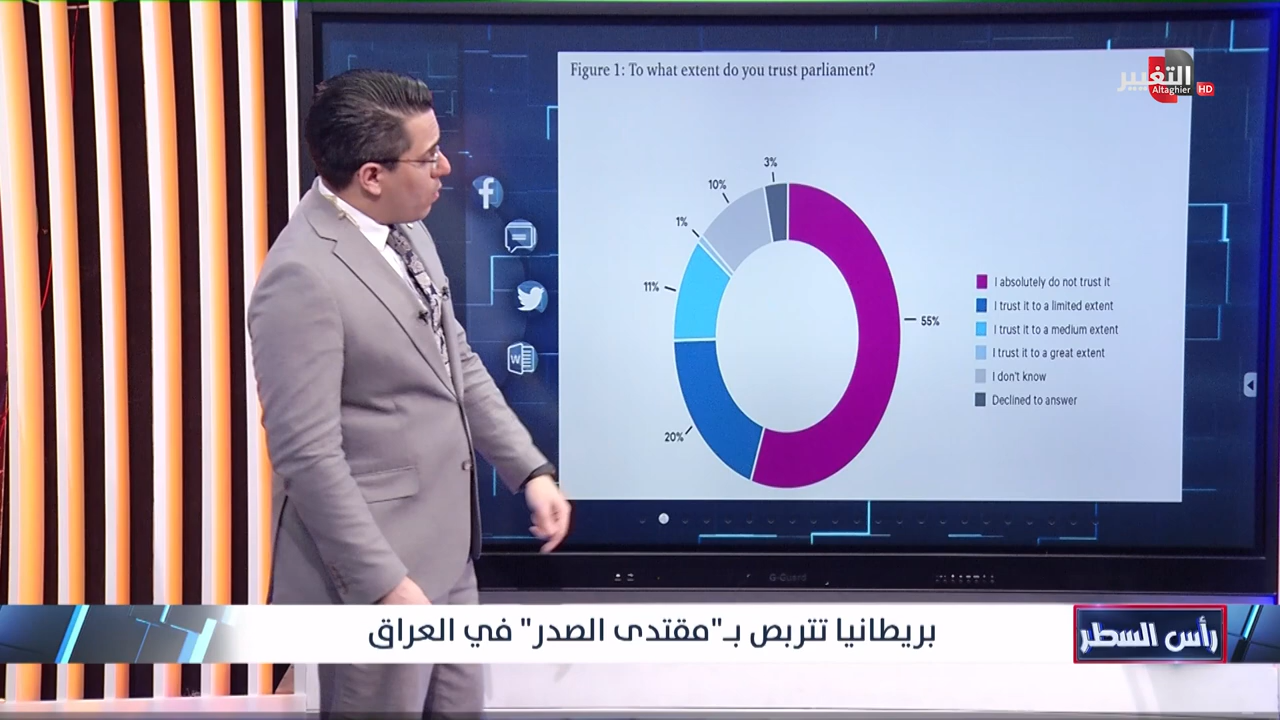 Figure 1: To what extent do you trust parliament?
التغيير
Altaghier HD
3%
10%
1%
11%
55%
20%
I absolutely do not trust it
I trust it to a limited extent
I trust it to a medium extent
I trust it to a great extent
I don't know
Declined to answer
f
W
G-Guard
بريطانيا تتربص بـ"مقتدى الصدر" في العراق
رأس السطر